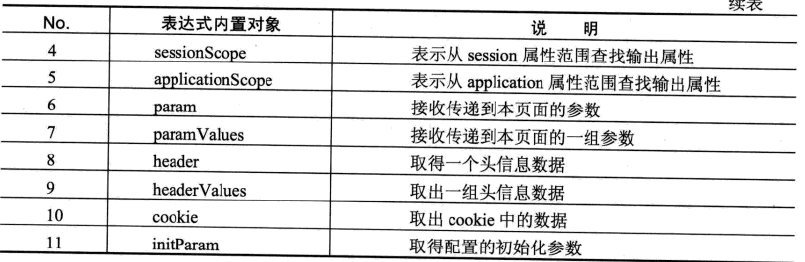 续表
No. 表达式内置对象 说 明
4 sessionScope 表示从 session 属性范围查找输出属性
5 applicationScope 表示从 application 属性范围查找输出属性
6 param 接收传递到本页面的参数
7 paramValues 接收传递到本页面的一组参数
8 header 取得一个头信息数据
9 headerValues 取出一组头信息数据
10 cookie 取出 cookie 中的数据
11 initParam 取得配置的初始化参数